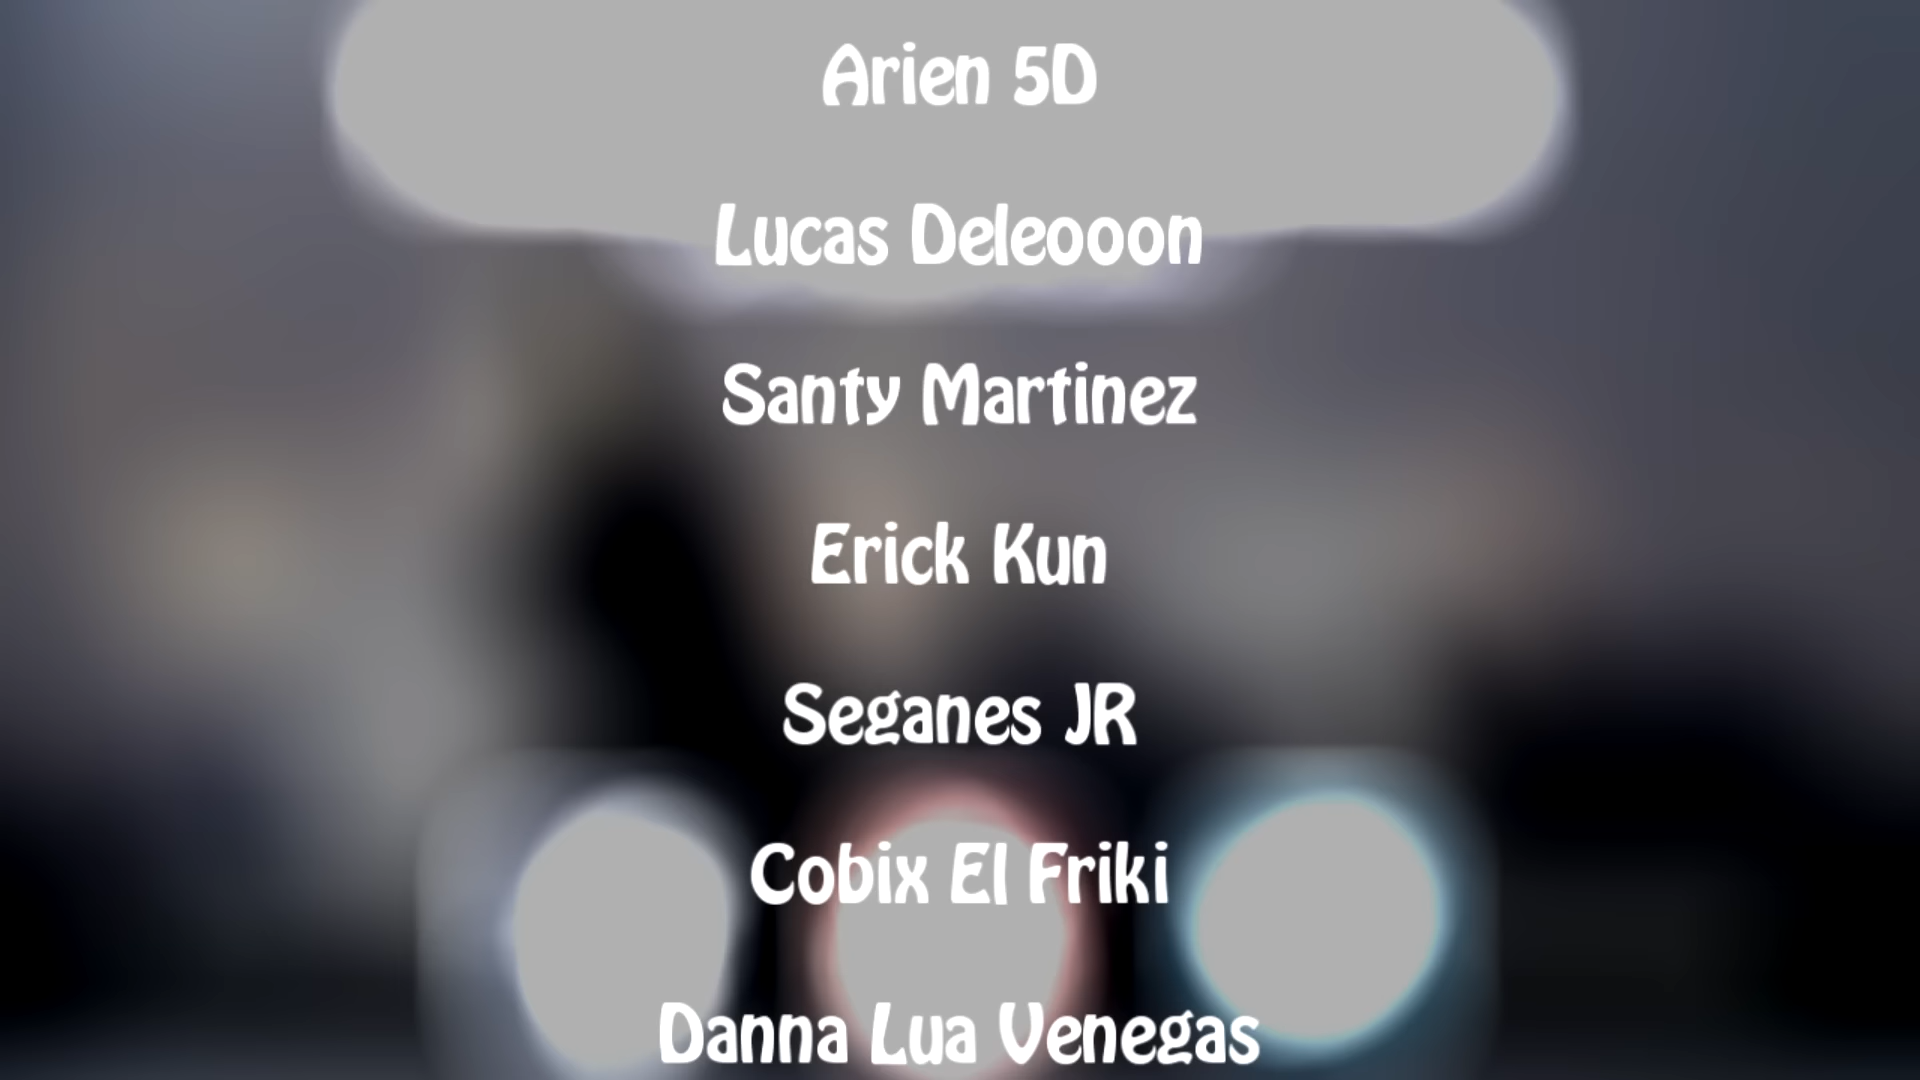 Arien 5D
Lucas Deleooon
Santy Martinez
Erick Kun
Seganes JR
Cobix El Friki
Danna Lua Venegas